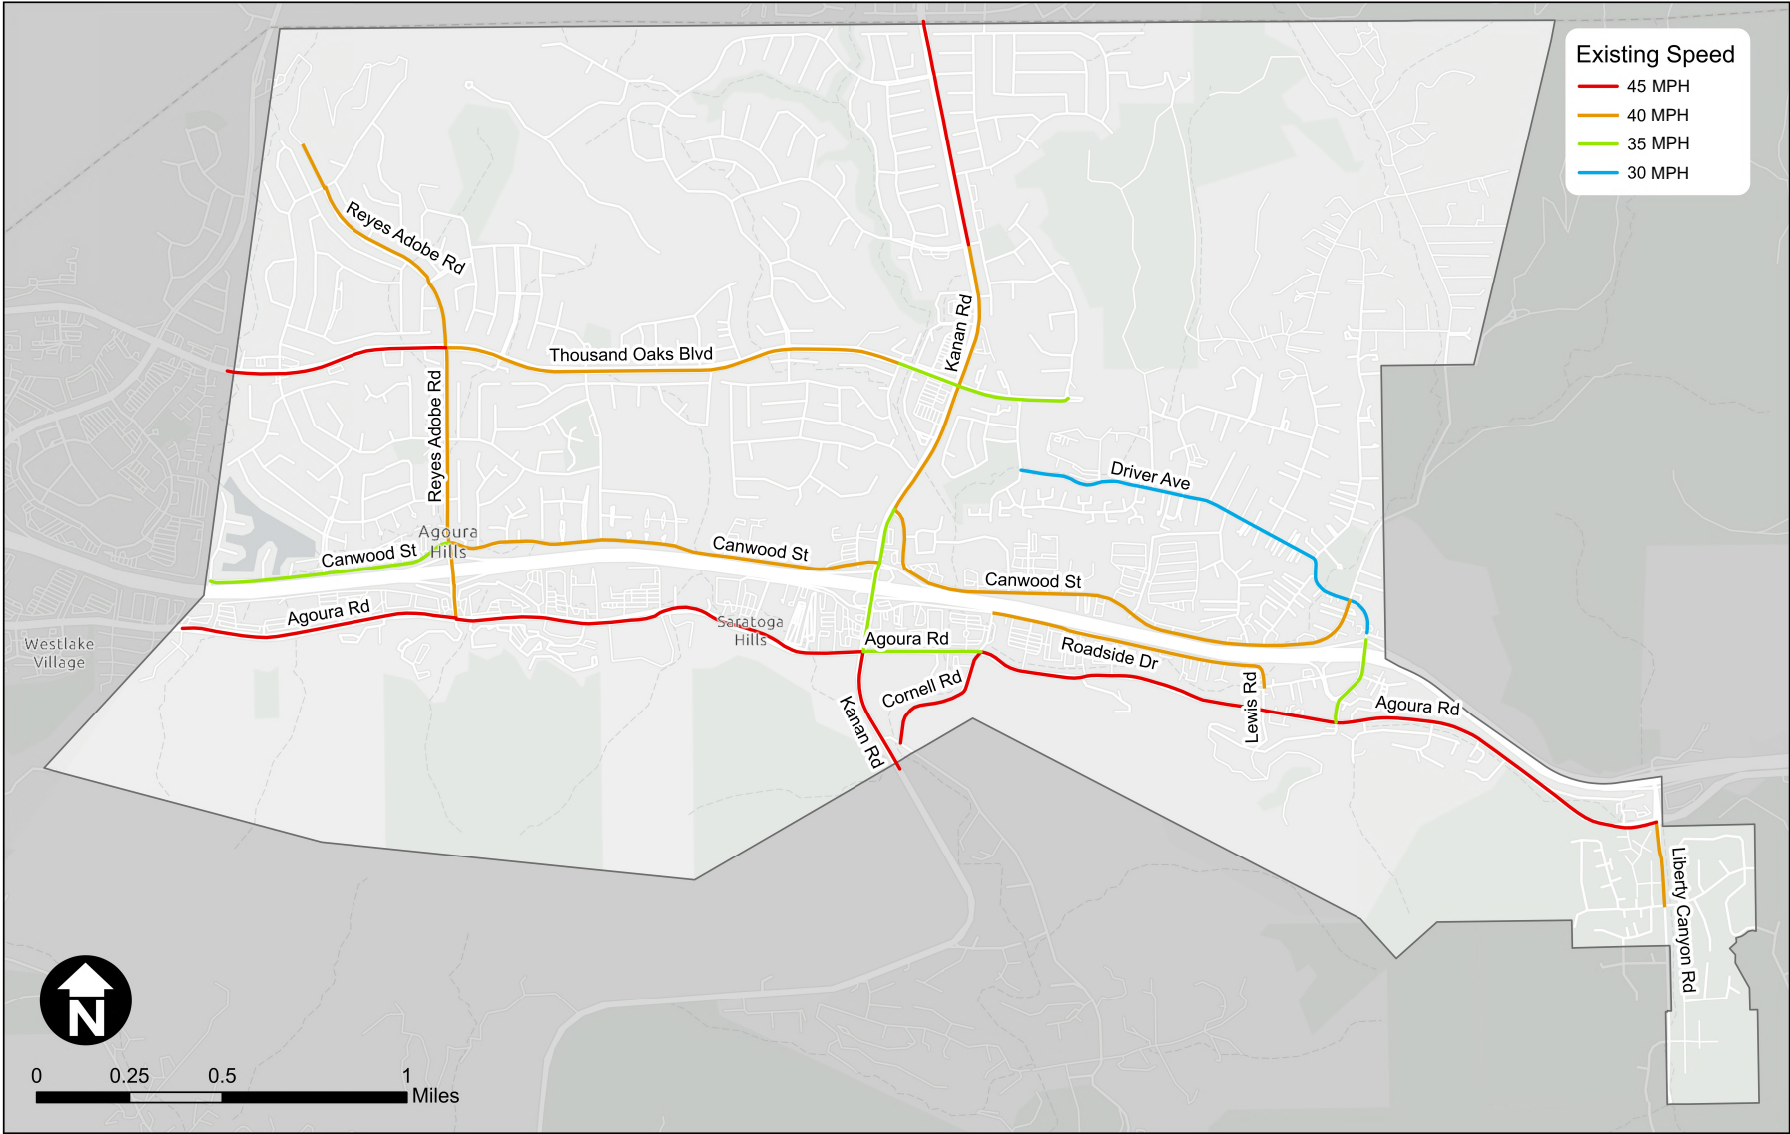 Existing Speed
45 MPH
40 MPH
35 MPH
30 MPH
Reyes Adobe Rd
Kanan Rd
Thousand Oaks Blvd
Reyes Adobe Rd
Driver Ave
Agoura
Hills
Canwood St
Canwood St
Canwood St
Agoura Rd
Saratoga
Hills
Agoura Rd
Westlake
Village
Roadside Dr
Cornell Rd
Lewis Rd
Kanan Rd
Agoura Rd
Liberty Canyon Rd
N
0 0.25 0.5 1
Miles